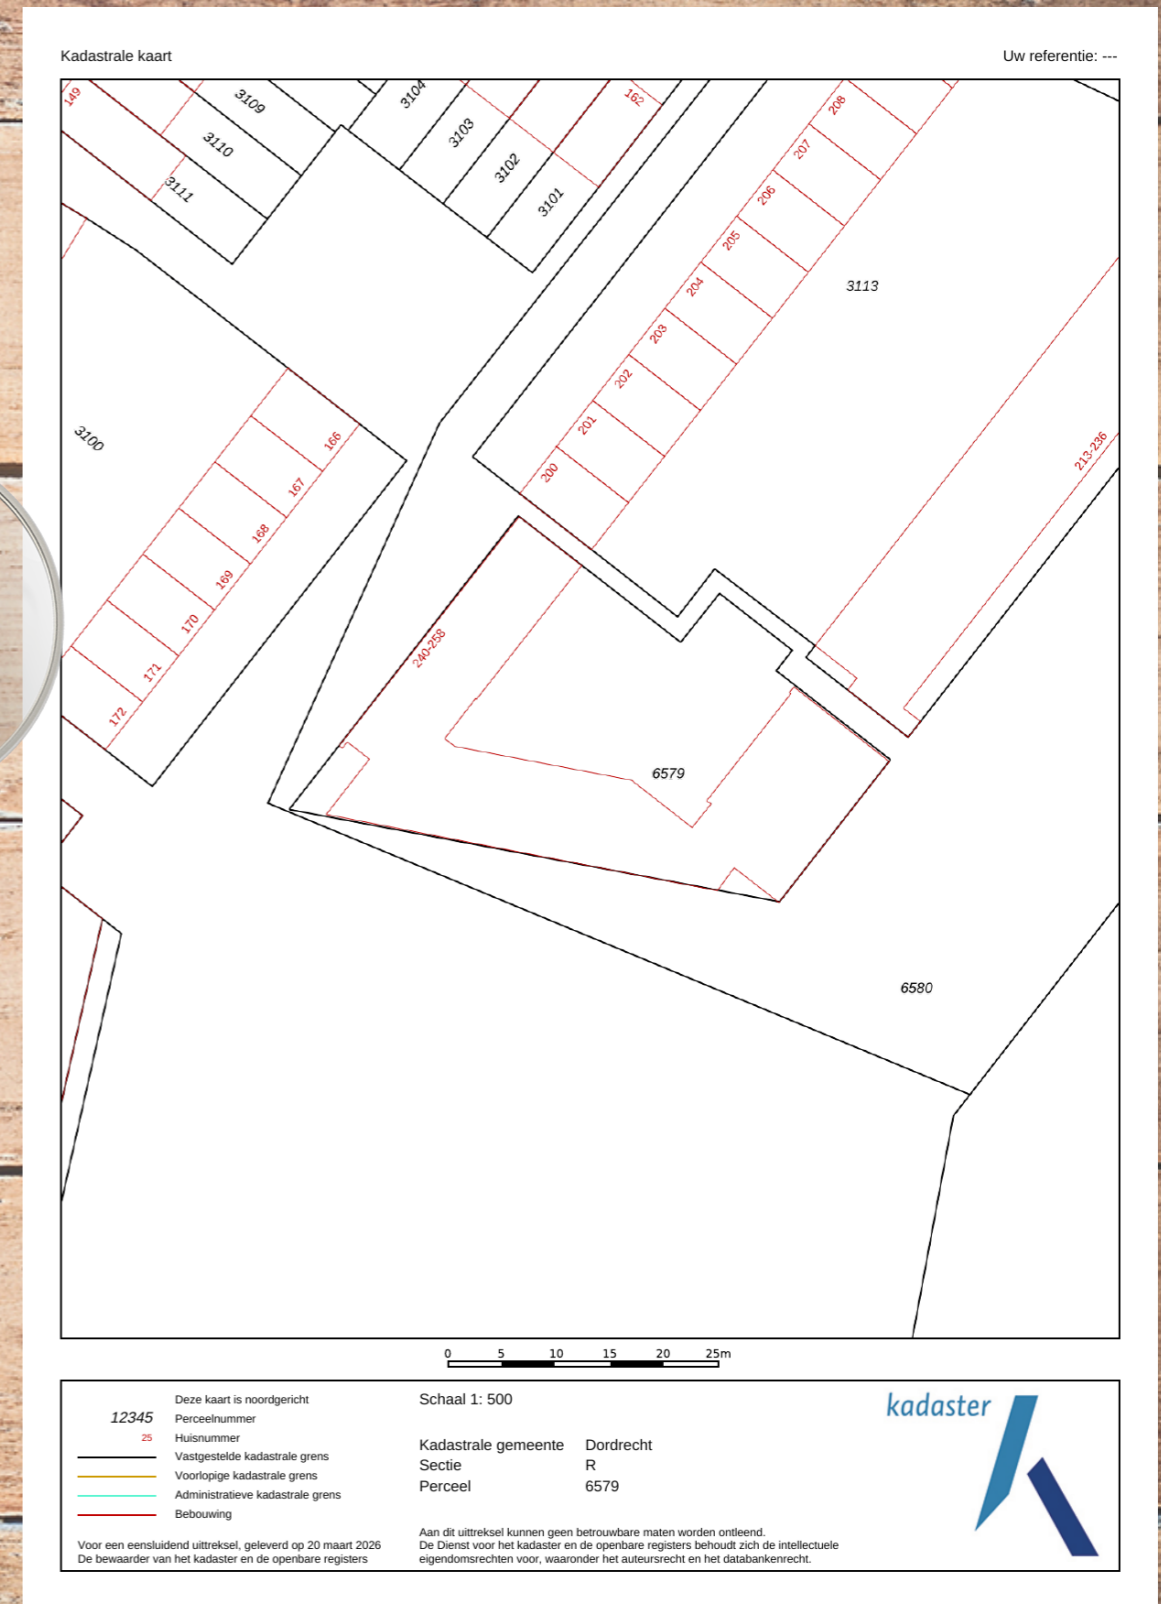 Kadastrale kaart
Uw referentie: ---
149
3109
3110
3111
3104
3103
3102
3101
162
208
207
206
205
204
203
202
201
200
3113
213-236
3100
166
167
168
169
170
171
172
240-258
6579
6580
0 5 10 15 20 25m
Deze kaart is noordgericht
12345 Perceelnummer
25 Huisnummer
Vastgestelde kadastrale grens
Voorlopige kadastrale grens
Administratieve kadastrale grens
Bebouwing
Voor een eensluidend uittreksel, geleverd op 20 maart 2026
De bewaarder van het kadaster en de openbare registers
Schaal 1: 500
Kadastrale gemeente Dordrecht
Sectie R
Perceel 6579
Aan dit uittreksel kunnen geen betrouwbare maten worden ontleend.
De Dienst voor het kadaster en de openbare registers behoudt zich de intellectuele
eigendomsrechten voor, waaronder het auteursrecht en het databankenrecht.
kadaster